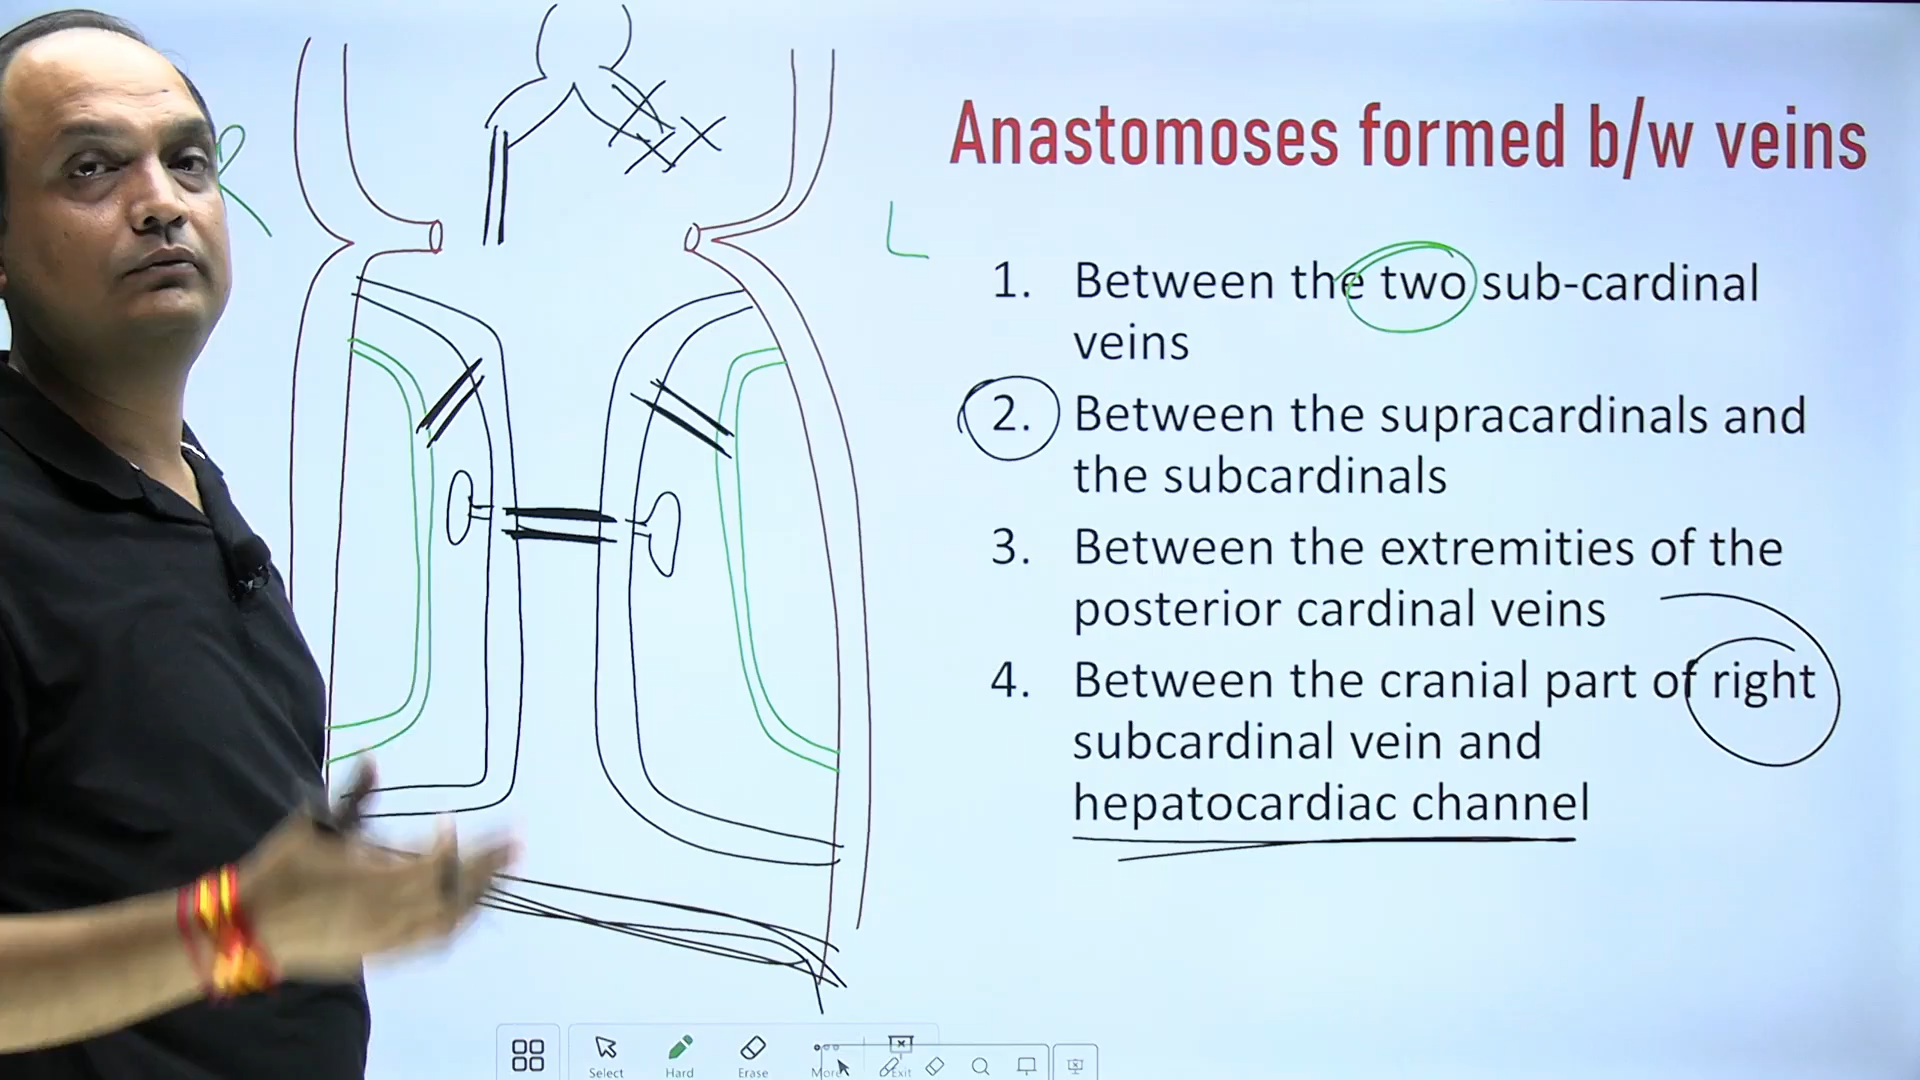 R
L
Anastomoses formed b/w veins
1. Between the two sub-cardinal
veins
2. Between the supracardinals and
the subcardinals
3. Between the extremities of the
posterior cardinal veins
4. Between the cranial part of right
subcardinal vein and
hepatocardiac channel
Select
Hard
Erase
More
Exit